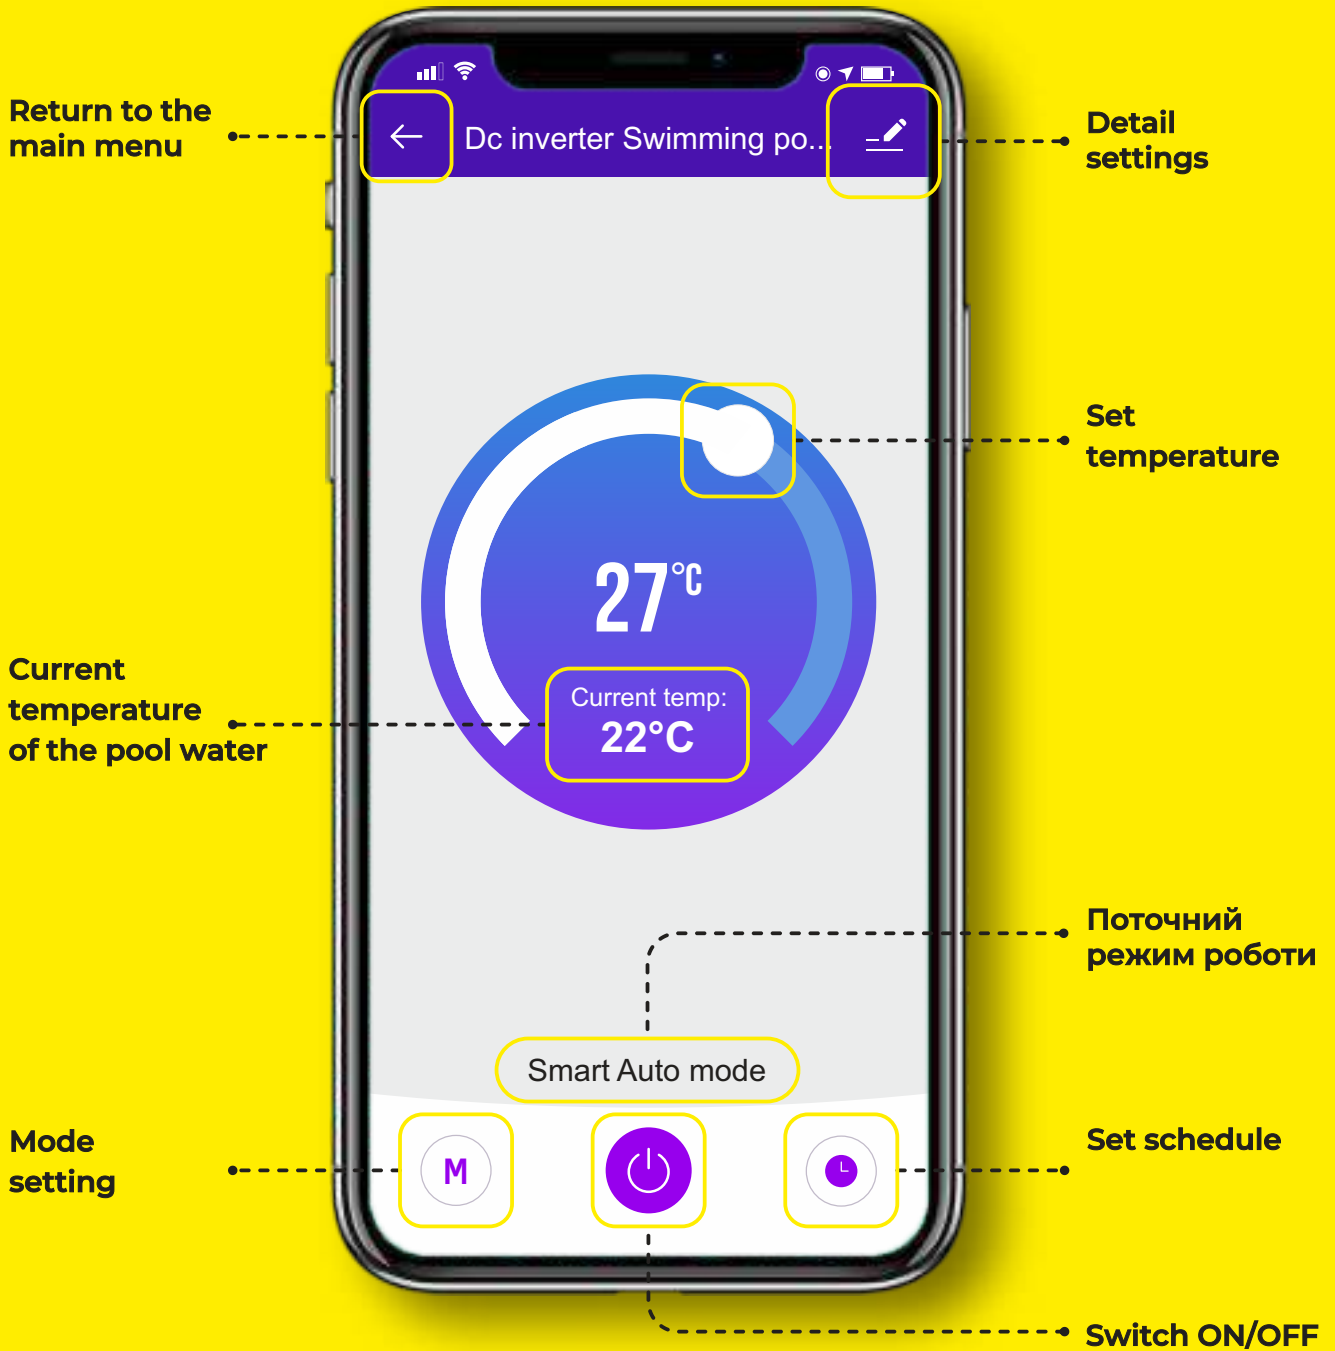 Return to the
main menu
Dc inverter Swimming po...
Detail
settings
Set
temperature
27°C
Current temp:
22°C
Current
temperature
of the pool water
Поточний
режим роботи
Smart Auto mode
Mode
setting
M
Set schedule
Switch ON/OFF